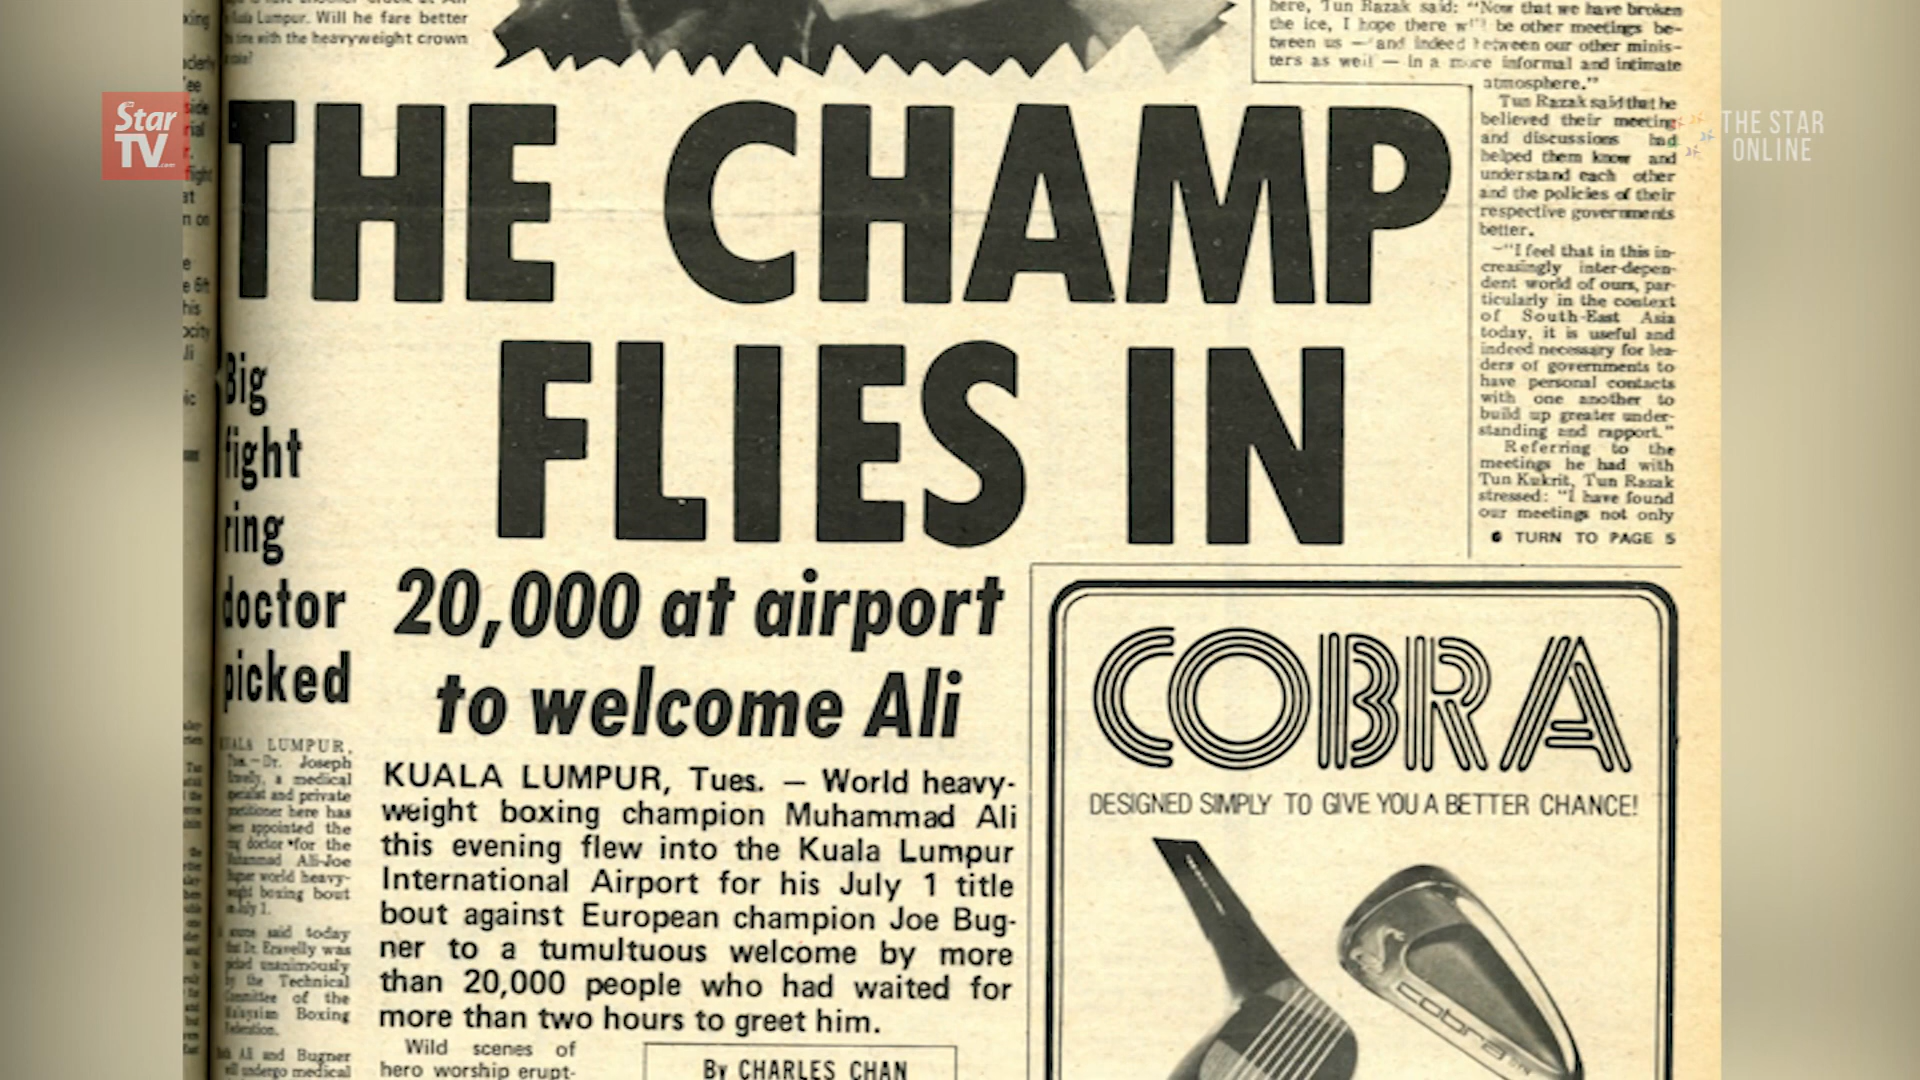 Kuala Lumpur. Will he fare better
time with the heavyweight crown
Star
TV
.com
THE STAR
ONLINE
THE CHAMP
FLIES IN
20,000 at airport
to welcome Ali
KUALA LUMPUR, Tues. — World heavy-
weight boxing champion Muhammad Ali
this evening flew into the Kuala Lumpur
International Airport for his July 1 title
bout against European champion Joe Bug-
ner to a tumultuous welcome by more
than 20,000 people who had waited for
more than two hours to greet him.
Wild scenes of
hero worship erupt-
By CHARLES CHAN
Big
fight
ring
doctor
picked
LUMPUR,
Tues.— Dr. Joseph
a medical
and private
here has
appointed the
doctor for the
Ali-Joe
world heavy-
boxing bout
July 1.
said today
Dr. Eravelly was
unanimously
by the Technical
Committee of the
Malaysian Boxing
Federation.
Ali and Bugner
will undergo medical
here, Tun Razak said: "Now that we have broken
the ice, I hope there will be other meetings be-
tween us — and indeed between our other minis-
ters as well — in a more informal and intimate
atmosphere."
Tun Razak said that he
believed their meeting
and discussions had
helped them know and
understand each other
and the policies of their
respective governments
better.
"I feel that in this in-
creasingly inter-depen-
dent world of ours, par-
ticularly in the context
of South-East Asia
today, it is useful and
indeed necessary for lea-
ders of governments to
have personal contacts
with one another to
build up greater under-
standing and rapport."
Referring to the
meetings he had with
Tun Kukrit, Tun Razak
stressed: "I have found
our meetings not only
TURN TO PAGE 5
COBRA
DESIGNED SIMPLY TO GIVE YOU A BETTER CHANCE!
cobra